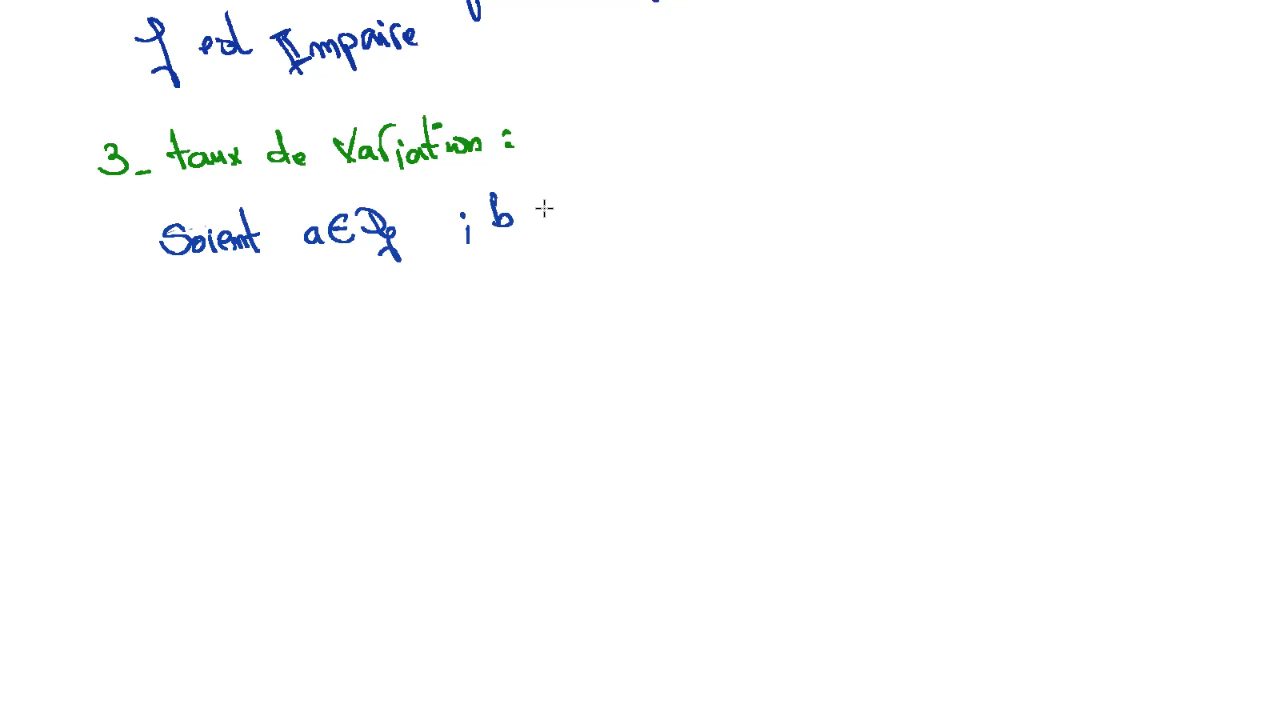 f est Impaire
3_ taux de Variation :
Soient a∈Df ; b